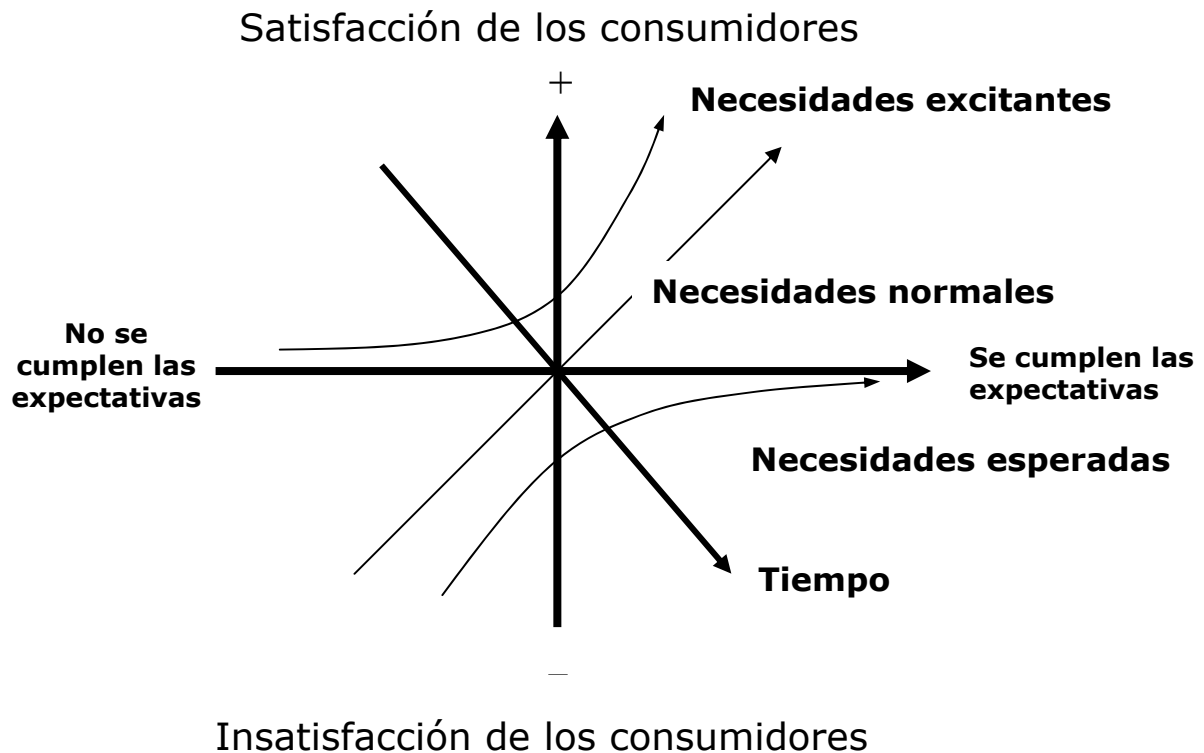 Satisfacción de los consumidores
+
Necesidades excitantes
Necesidades normales
No se
cumplen las
expectativas
Se cumplen las
expectativas
Necesidades esperadas
Tiempo
–
Insatisfacción de los consumidores